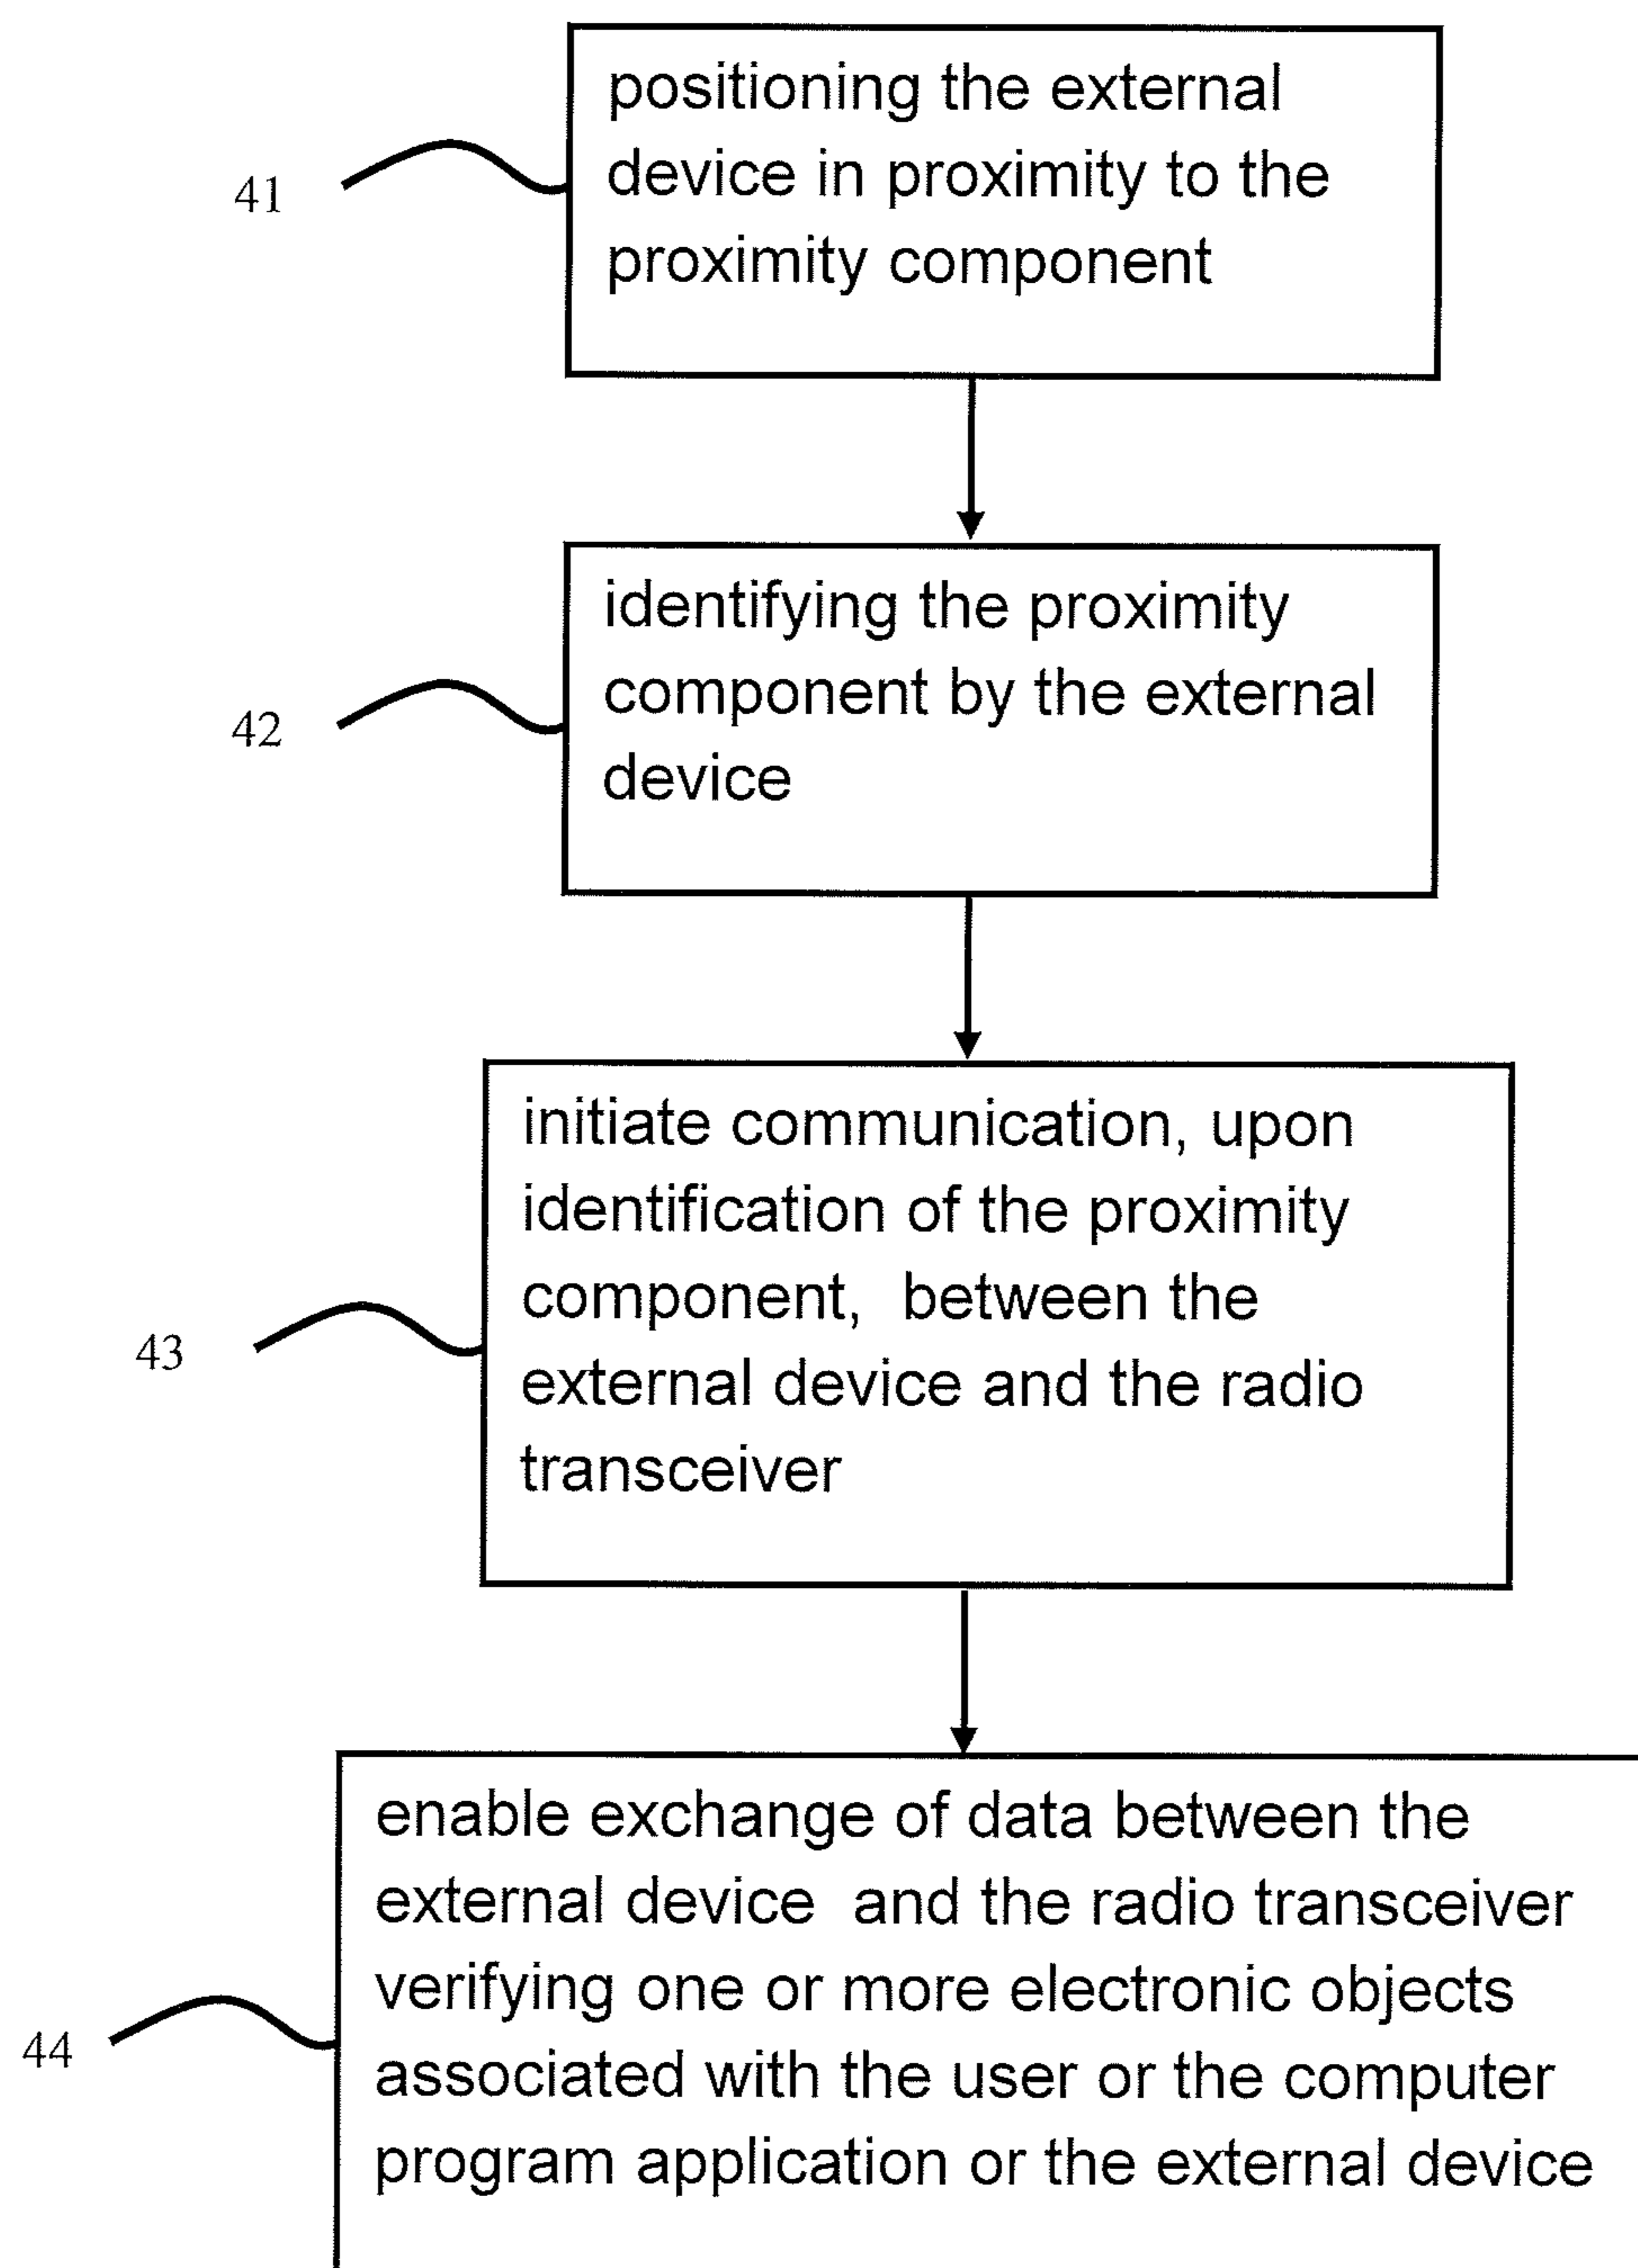 positioning the external
device in proximity to the
proximity component
41
identifying the proximity
component by the external
device
42
initiate communication, upon
identification of the proximity
component, between the
external device and the radio
transceiver
43
enable exchange of data between the
external device and the radio transceiver
verifying one or more electronic objects
associated with the user or the computer
program application or the external device
44